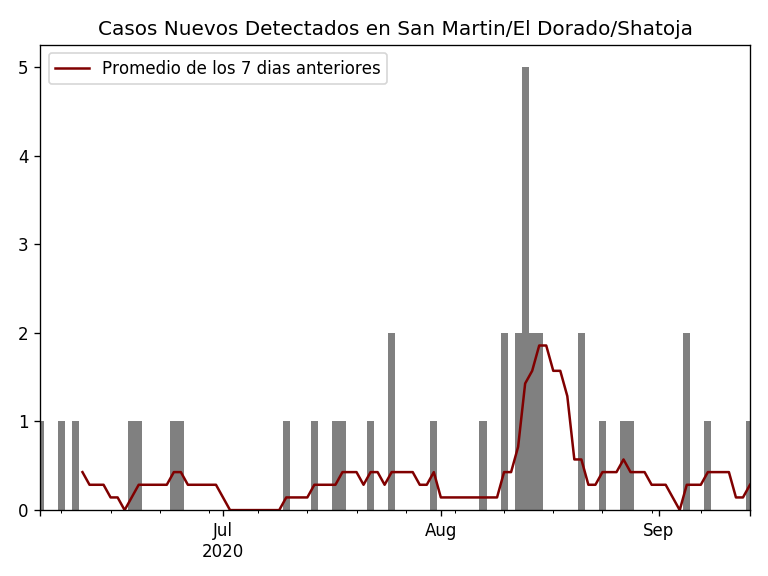 Casos Nuevos Detectados en San Martin/El Dorado/Shatoja
Promedio de los 7 dias anteriores
5
4
3
2
1
0
Jul
2020
Aug
Sep